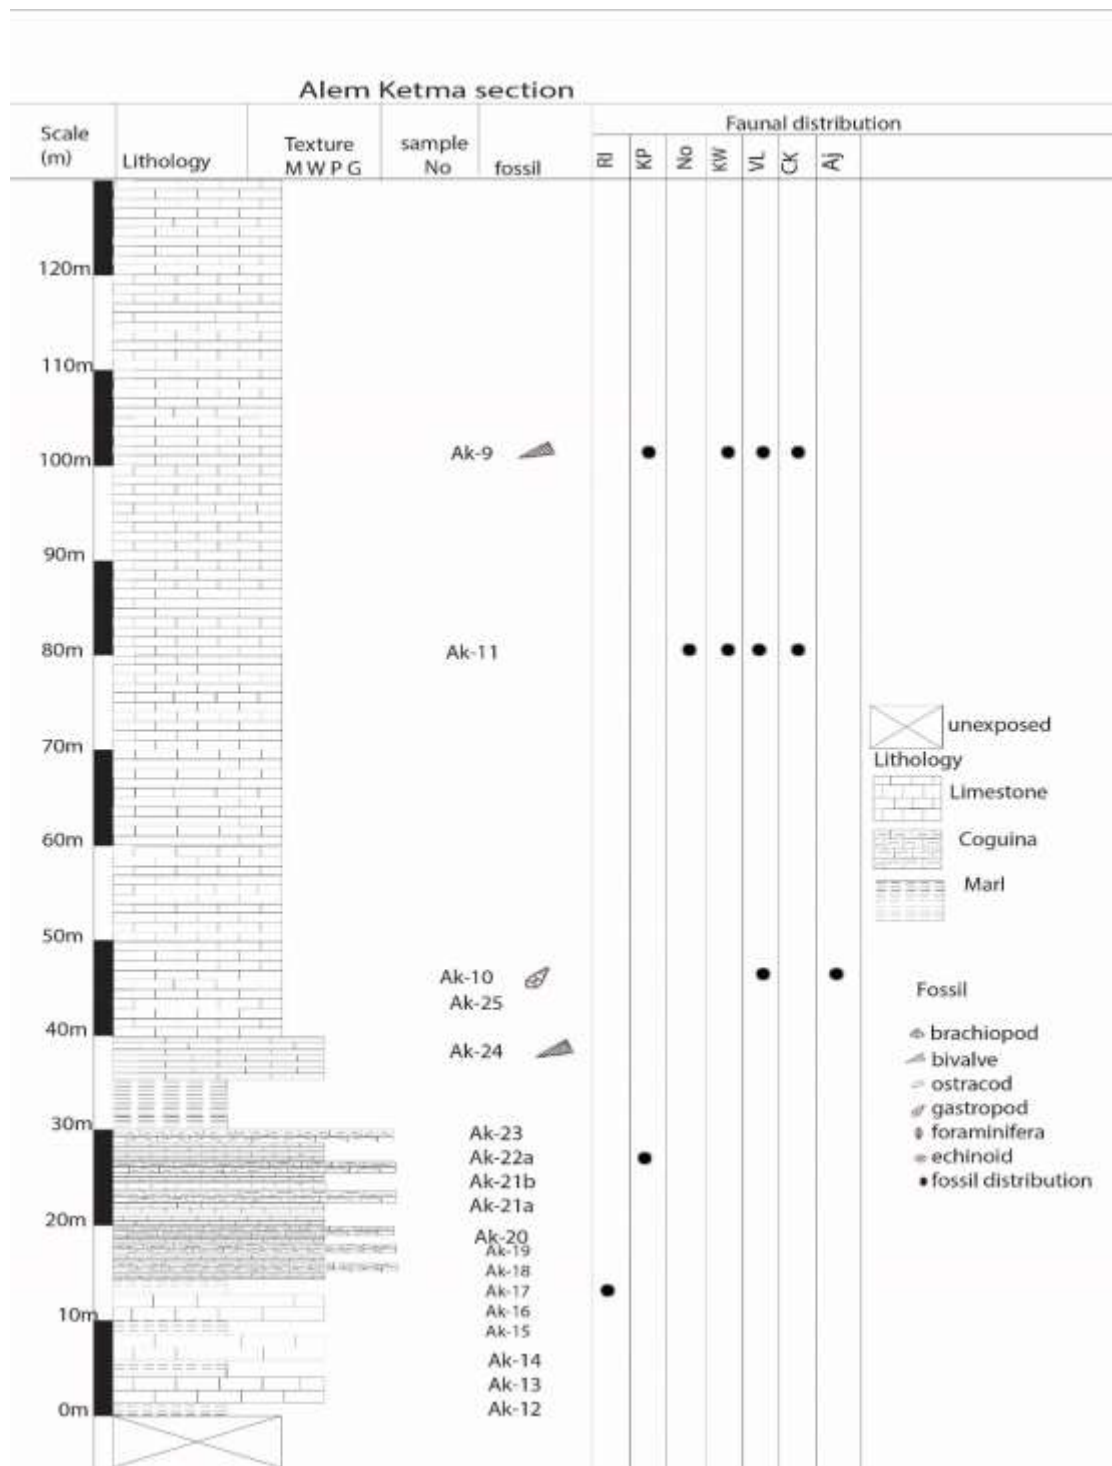 Alem Ketma section
Scale (m)
Lithology
Texture
M W P G
sample No
fossil
Faunal distribution
RI
KP
No
KW
VL
CK
Aj
120m
110m
100m
Ak-9
90m
80m
Ak-11
70m
60m
50m
Ak-10
Ak-25
40m
Ak-24
30m
Ak-23
Ak-22a
Ak-21b
Ak-21a
20m
Ak-20
Ak-19
Ak-18
Ak-17
10m
Ak-16
Ak-15
Ak-14
Ak-13
0m
Ak-12
unexposed
Lithology
Limestone
Coguina
Marl
Fossil
brachiopod
bivalve
ostracod
gastropod
foraminifera
echinoid
fossil distribution